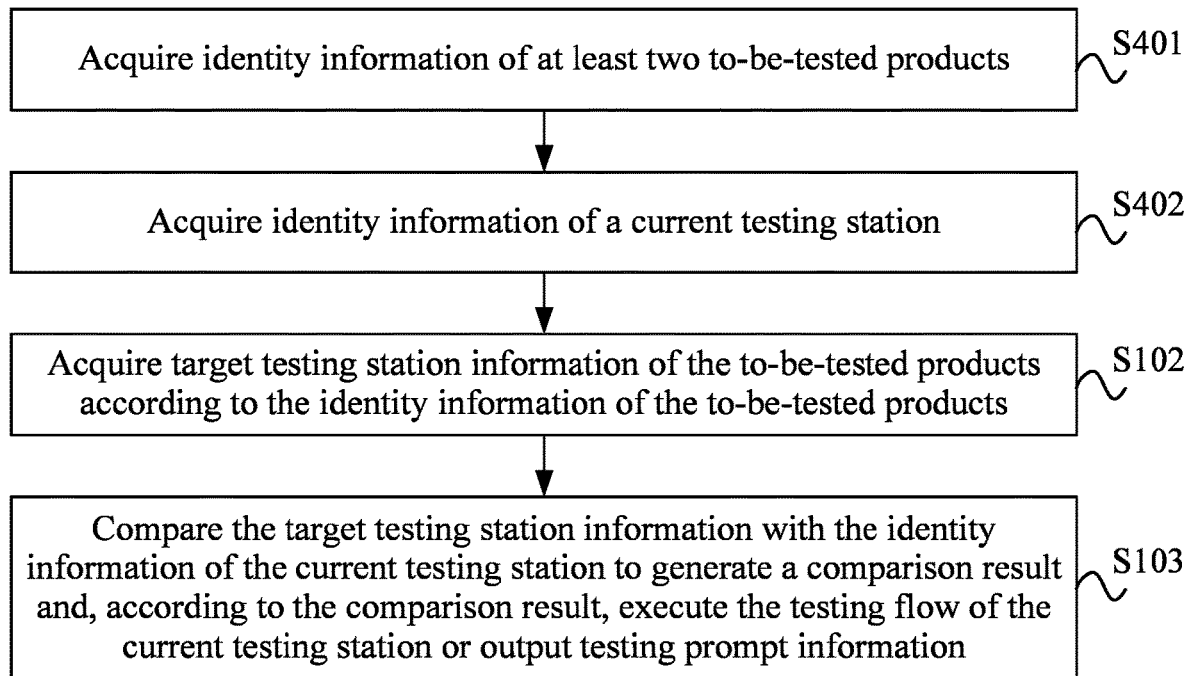 Acquire identity information of at least two to-be-tested products
S401
Acquire identity information of a current testing station
S402
Acquire target testing station information of the to-be-tested products
according to the identity information of the to-be-tested products
S102
Compare the target testing station information with the identity
information of the current testing station to generate a comparison result
and, according to the comparison result, execute the testing flow of the
current testing station or output testing prompt information
S103